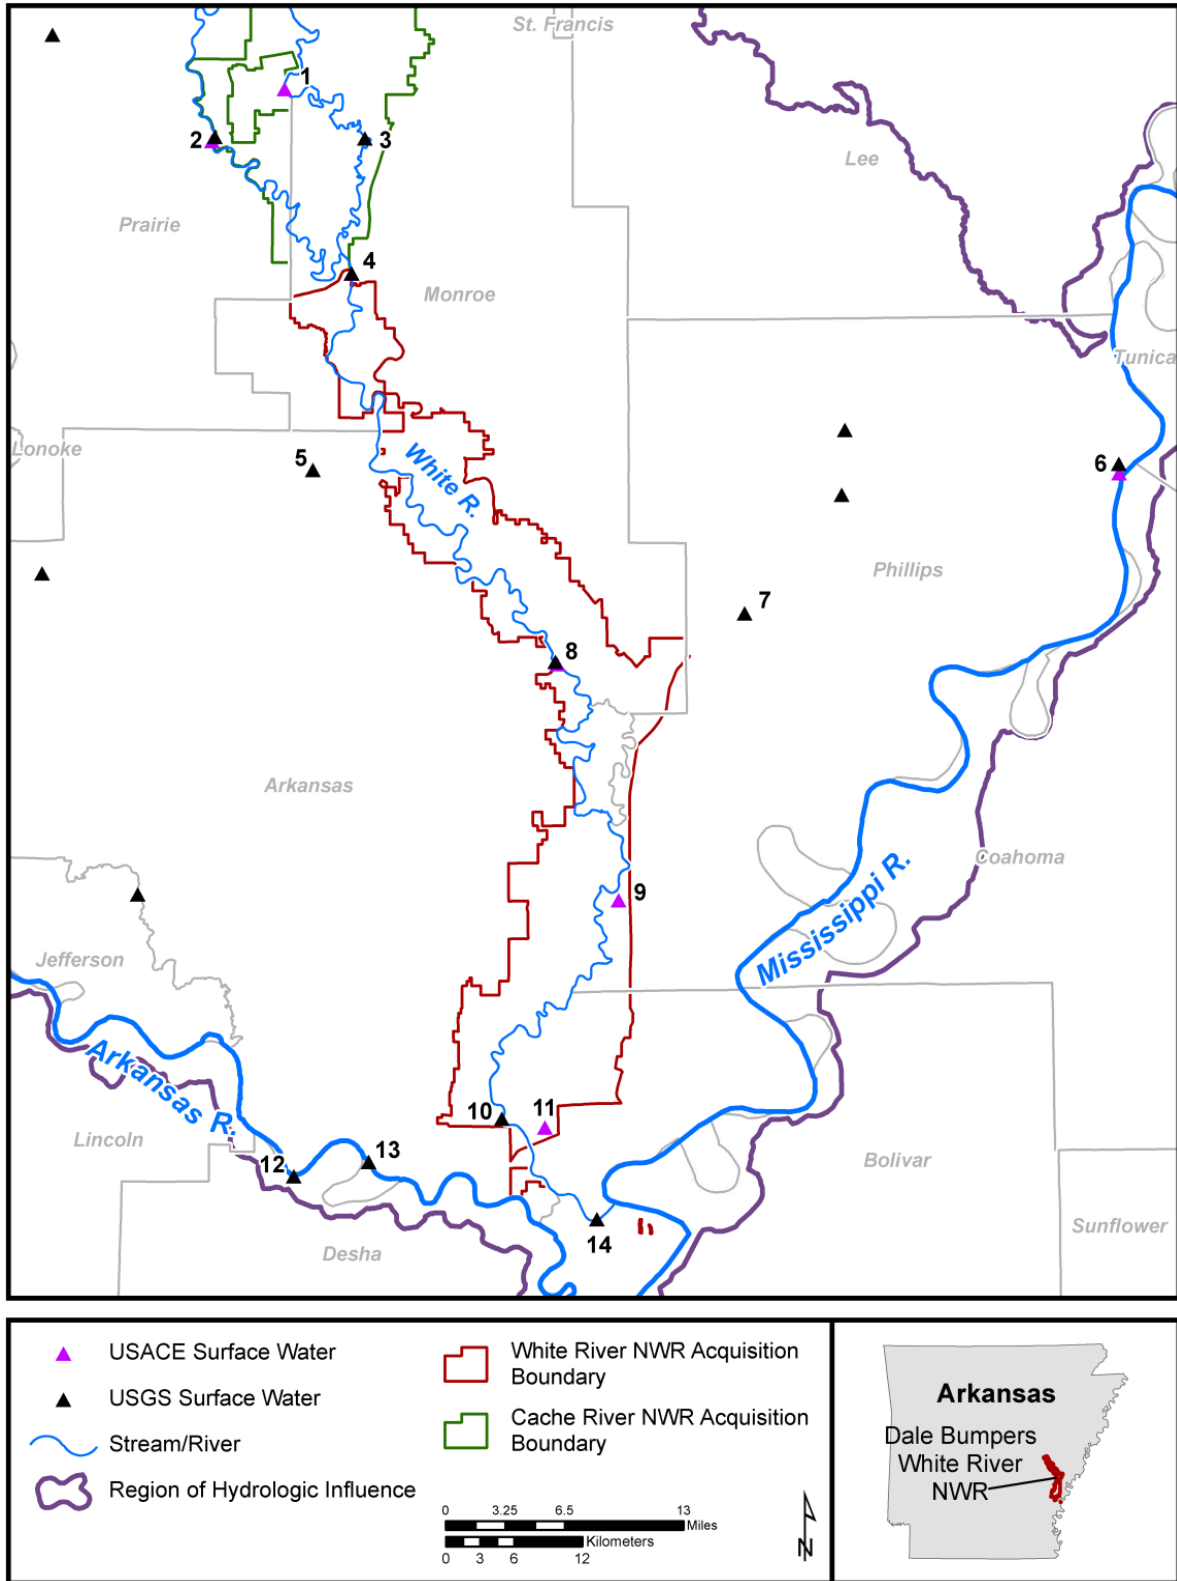 St. Francis
1
2
3
Lee
Prairie
4
Monroe
Tunica
Lonoke
5
White R.
6
Phillips
7
8
Arkansas
Coahoma
9
Mississippi R.
Jefferson
Arkansas R.
10
11
Lincoln
12
13
Bolivar
14
Desha
Sunflower
USACE Surface Water
USGS Surface Water
Stream/River
Region of Hydrologic Influence
White River NWR Acquisition
Boundary
Cache River NWR Acquisition
Boundary
0 3.25 6.5 13
Miles
Kilometers
0 3 6 12
N
Arkansas
Dale Bumpers
White River
NWR